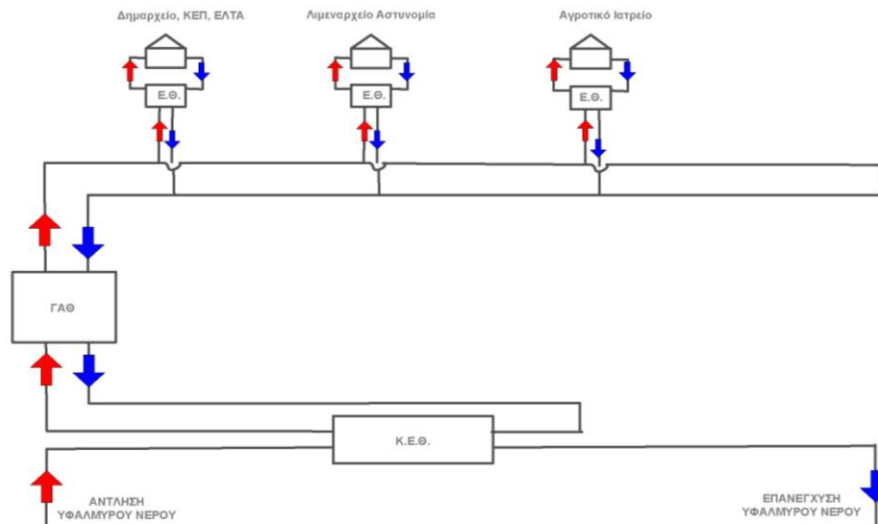 Δημαρχείο, ΚΕΠ, ΕΛΤΑ
Λιμεναρχείο Αστυνομία
Αγροτικό Ιατρείο
Ε.Θ.
Ε.Θ.
Ε.Θ.
ΓΑΘ
Κ.Ε.Θ.
ΑΝΤΛΗΣΗ
ΥΦΑΛΜΥΡΟΥ ΝΕΡΟΥ
ΕΠΑΝΕΓΧΥΣΗ
ΥΦΑΛΜΥΡΟΥ ΝΕΡΟΥ